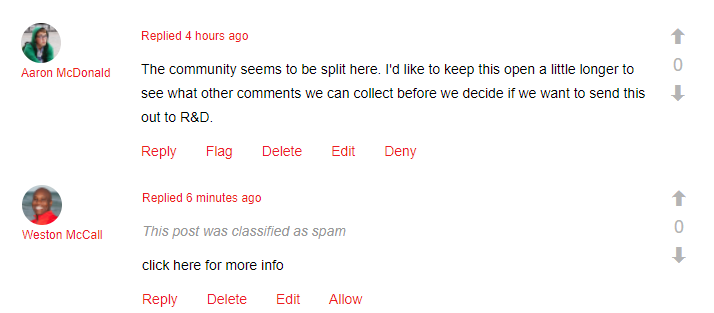 Replied 4 hours ago
0
Aaron McDonald
The community seems to be split here. I'd like to keep this open a little longer to
see what other comments we can collect before we decide if we want to send this
out to R&D.
Reply Flag Delete Edit Deny
Replied 6 minutes ago
0
Weston McCall
This post was classified as spam
click here for more info
Reply Delete Edit Allow